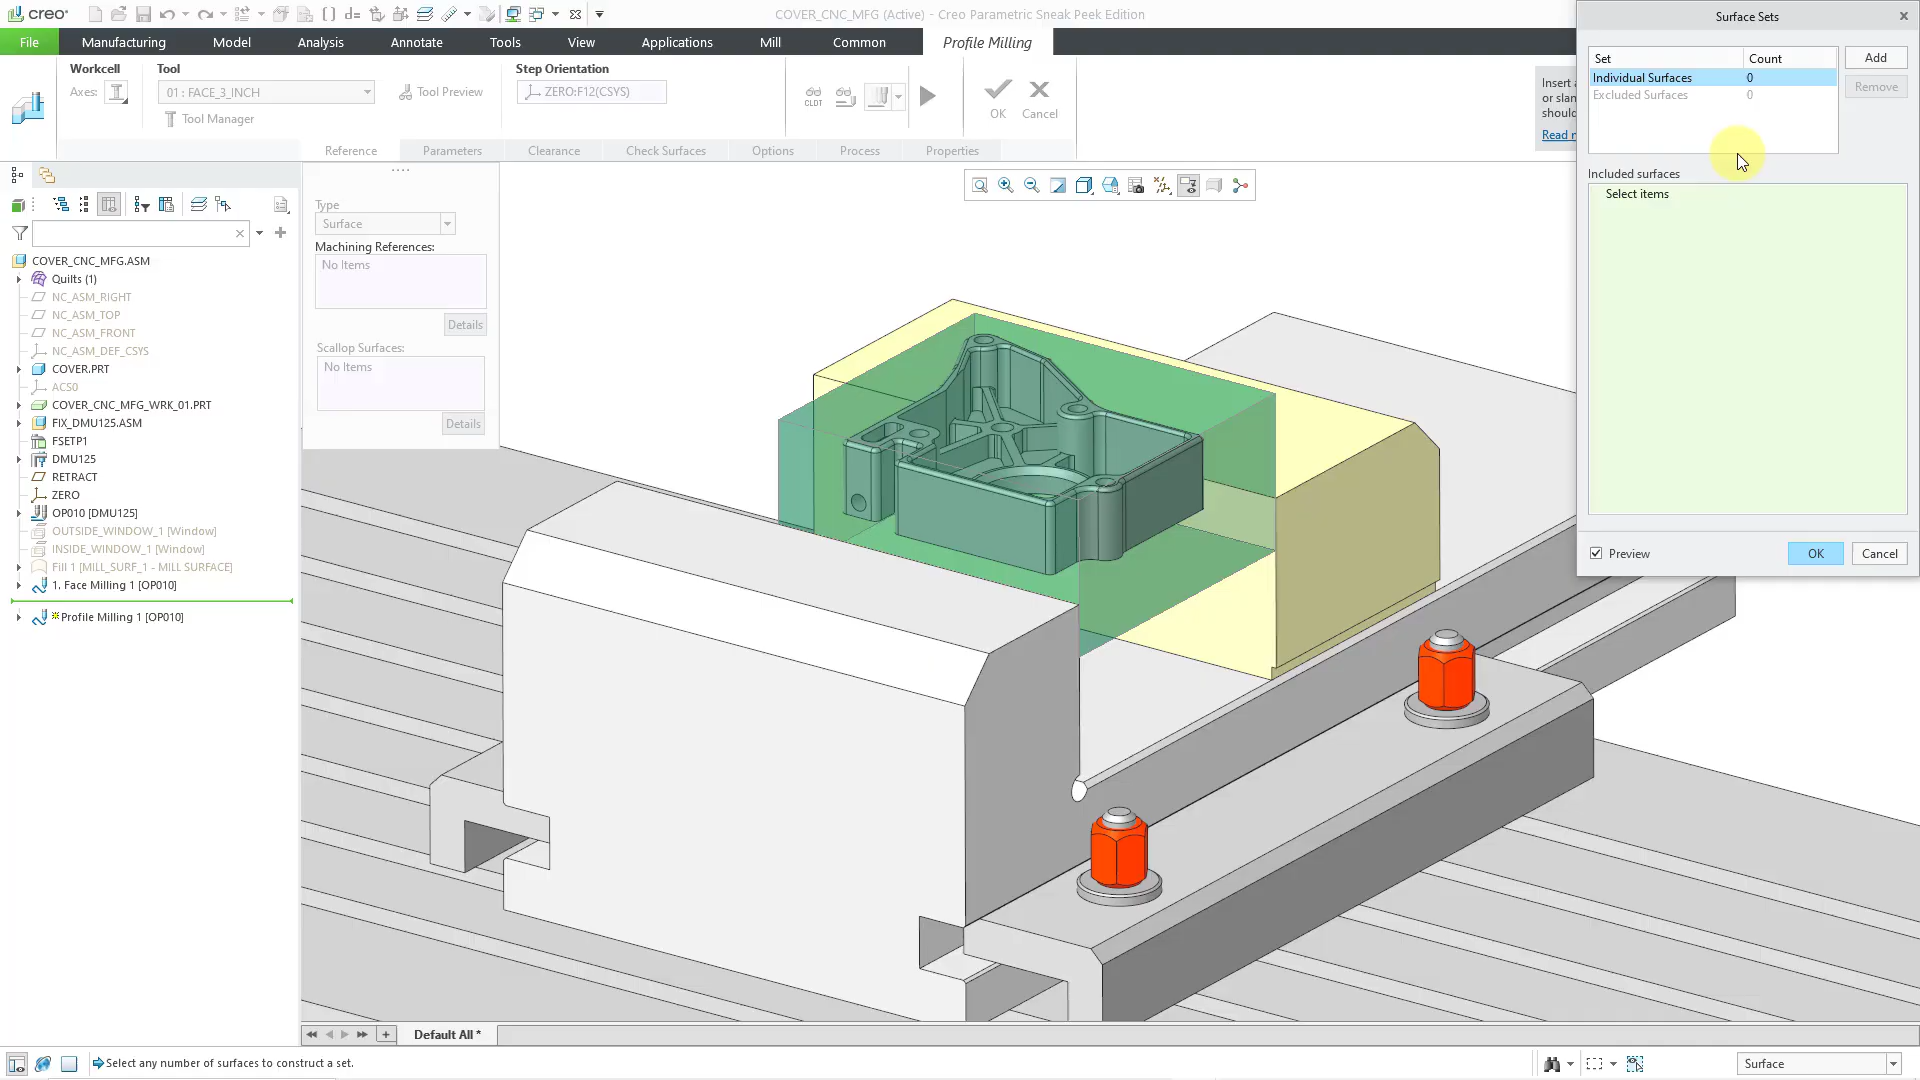 creo
COVER_CNC_MFG (Active) - Creo Parametric Sneak Peek Edition
File
Manufacturing
Model
Analysis
Annotate
Tools
View
Applications
Mill
Common
Profile Milling
Workcell
Axes:
Tool
01 : FACE_3_INCH
Tool Preview
Tool Manager
Step Orientation
ZERO:F12(CSYS)
CLDT
OK
Cancel
Reference
Parameters
Clearance
Check Surfaces
Options
Process
Properties
Insert a
or slan
should
Read
Surface Sets
Set
Count
Add
Individual Surfaces
0
Remove
Excluded Surfaces
0
Included surfaces
Select items
Preview
OK
Cancel
Type
Surface
Machining References:
No Items
Details
Scallop Surfaces:
No Items
Details
COVER_CNC_MFG.ASM
Quilts (1)
NC_ASM_RIGHT
NC_ASM_TOP
NC_ASM_FRONT
NC_ASM_DEF_CSYS
COVER.PRT
ACS0
COVER_CNC_MFG_WRK_01.PRT
FIX_DMU125.ASM
FSETP1
DMU125
RETRACT
ZERO
OP010 [DMU125]
OUTSIDE_WINDOW_1 [Window]
INSIDE_WINDOW_1 [Window]
Fill 1 [MILL_SURF_1 - MILL SURFACE]
1. Face Milling 1 [OP010]
Profile Milling 1 [OP010]
Default All *
Select any number of surfaces to construct a set.
Surface